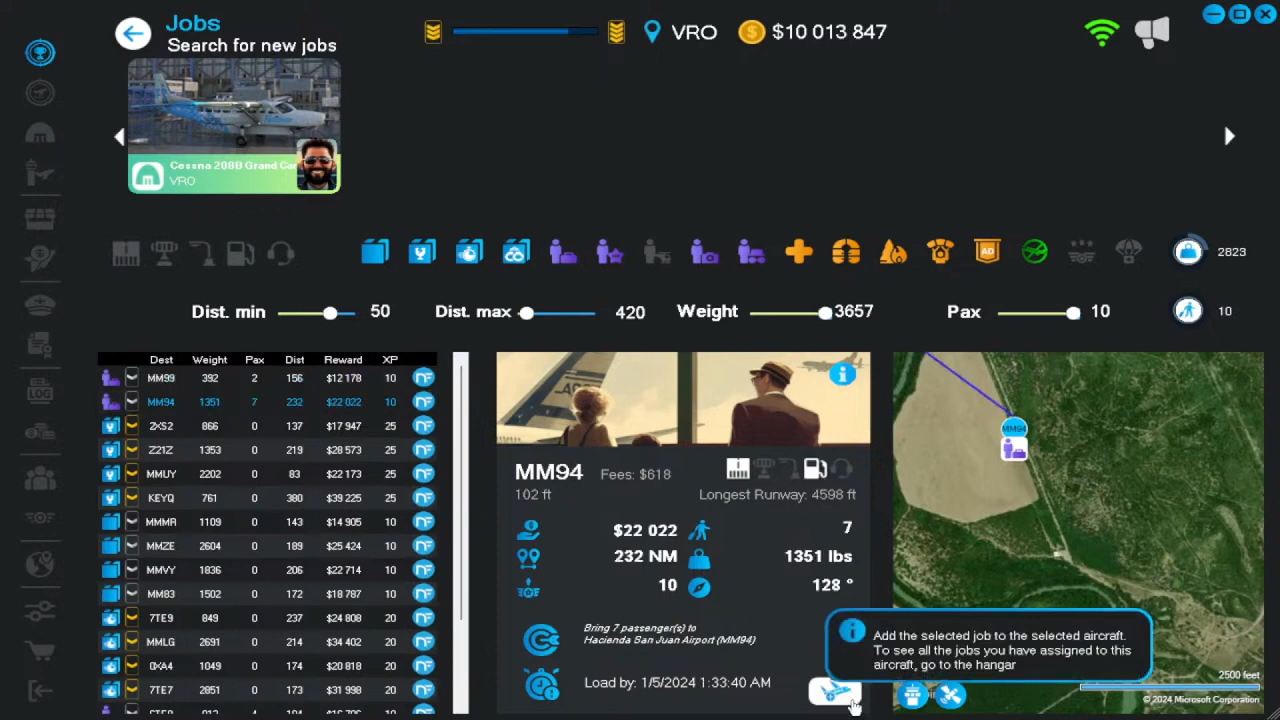 Jobs
Search for new jobs
VRO
$10 013 847
Cessna 208B Grand Car
VRO
2823
Dist. min 50 Dist. max 420 Weight 3657 Pax 10
10
Dest Weight Pax Dist Reward XP
MM99 392 2 156 $12 178 10
MM94 1351 7 232 $22 022 10
ZKS2 866 0 137 $17 947 25
Z21Z 1353 0 219 $28 573 25
MMUY 2202 0 83 $22 173 25
KEYQ 761 0 380 $39 225 25
MMMR 1109 0 143 $14 905 10
MMZE 2604 0 189 $25 424 10
MMVY 1836 0 206 $22 714 10
MM83 1502 0 172 $18 787 10
7TE9 849 0 237 $24 808 20
MMLG 2691 0 214 $34 402 20
0XA4 1049 0 174 $20 818 20
7TE7 2851 0 173 $31 998 20
MM94 Fees: $618
102 ft Longest Runway: 4598 ft
$22 022 7
232 NM 1351 lbs
10 128 °
Bring 7 passenger(s) to
Hacienda San Juan Airport (MM94)
Load by: 1/5/2024 1:33:40 AM
MM94
Add the selected job to the selected aircraft.
To see all the jobs you have assigned to this
aircraft, go to the hangar
2500 feet
© 2024 Microsoft Corporation
LOG
AD